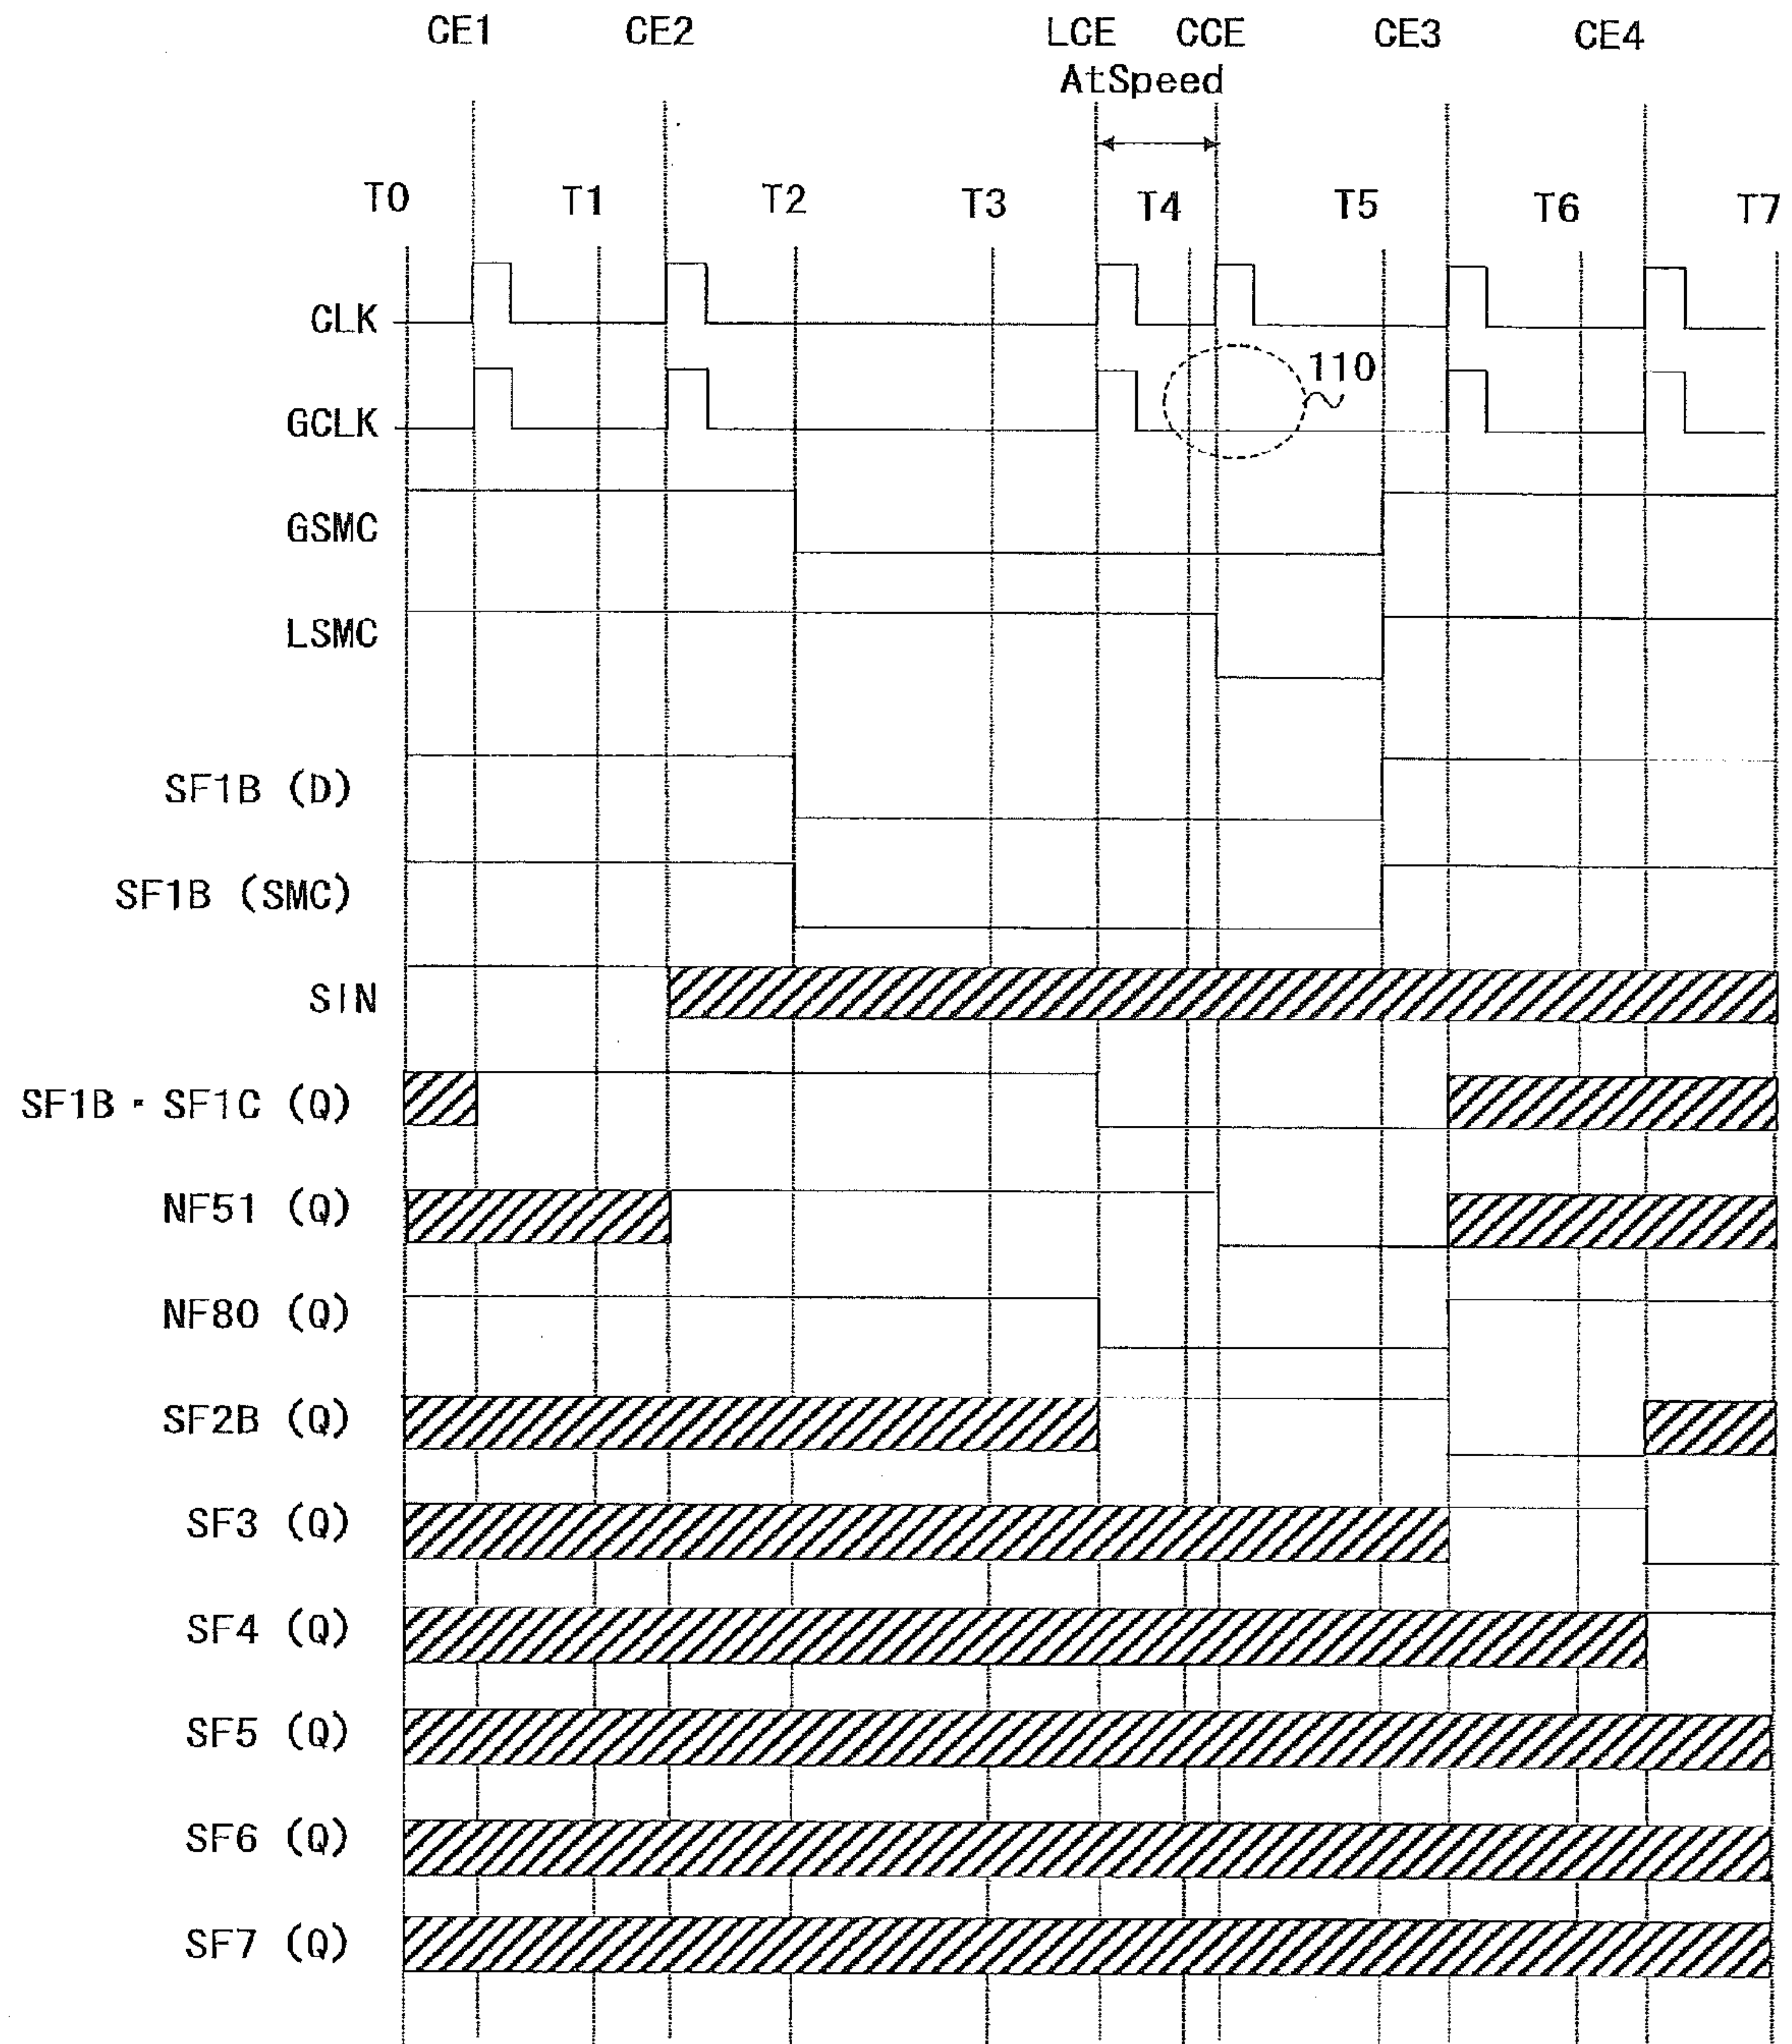 CE1 CE2 LCE CCE CE3 CE4
AtSpeed
T0 T1 T2 T3 T4 T5 T6 T7
CLK
110
GCLK
GSMC
LSMC
SF1B (D)
SF1B (SMC)
SIN
SF1B・SF1C (Q)
NF51 (Q)
NF80 (Q)
SF2B (Q)
SF3 (Q)
SF4 (Q)
SF5 (Q)
SF6 (Q)
SF7 (Q)